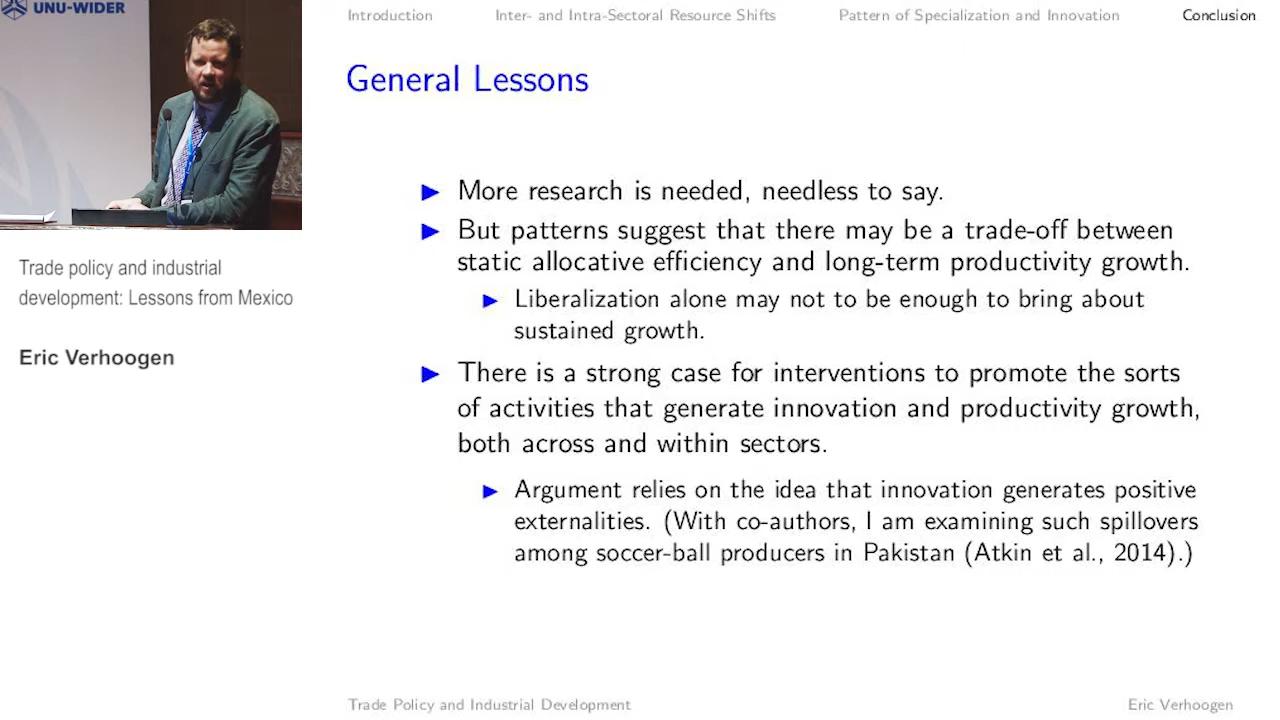 UNU-WIDER
Trade policy and industrial
development: Lessons from Mexico
Eric Verhoogen
Introduction Inter- and Intra-Sectoral Resource Shifts Pattern of Specialization and Innovation Conclusion
General Lessons
More research is needed, needless to say.
But patterns suggest that there may be a trade-off between
static allocative efficiency and long-term productivity growth.
Liberalization alone may not to be enough to bring about
sustained growth.
There is a strong case for interventions to promote the sorts
of activities that generate innovation and productivity growth,
both across and within sectors.
Argument relies on the idea that innovation generates positive
externalities. (With co-authors, I am examining such spillovers
among soccer-ball producers in Pakistan (Atkin et al., 2014).)
Trade Policy and Industrial Development Eric Verhoogen